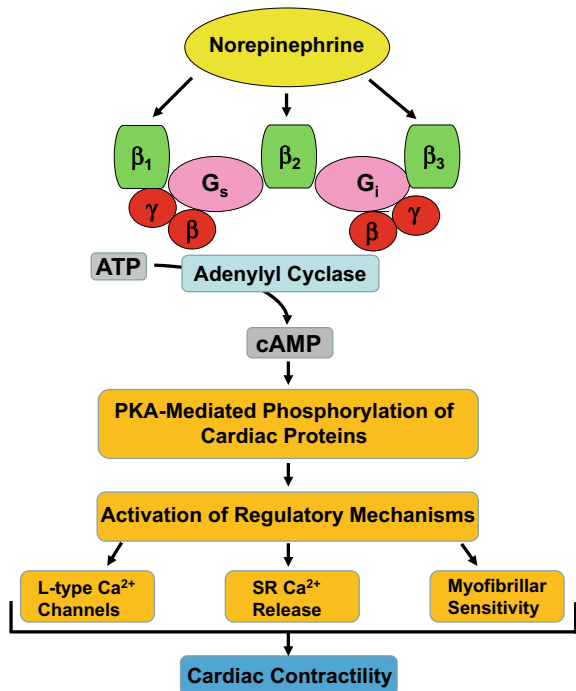 Norepinephrine
β₁
β₂
β₃
Gₛ
Gᵢ
γ
β
β
γ
ATP
Adenylyl Cyclase
cAMP
PKA-Mediated Phosphorylation of
Cardiac Proteins
Activation of Regulatory Mechanisms
L-type Ca²⁺
Channels
SR Ca²⁺
Release
Myofibrillar
Sensitivity
Cardiac Contractility